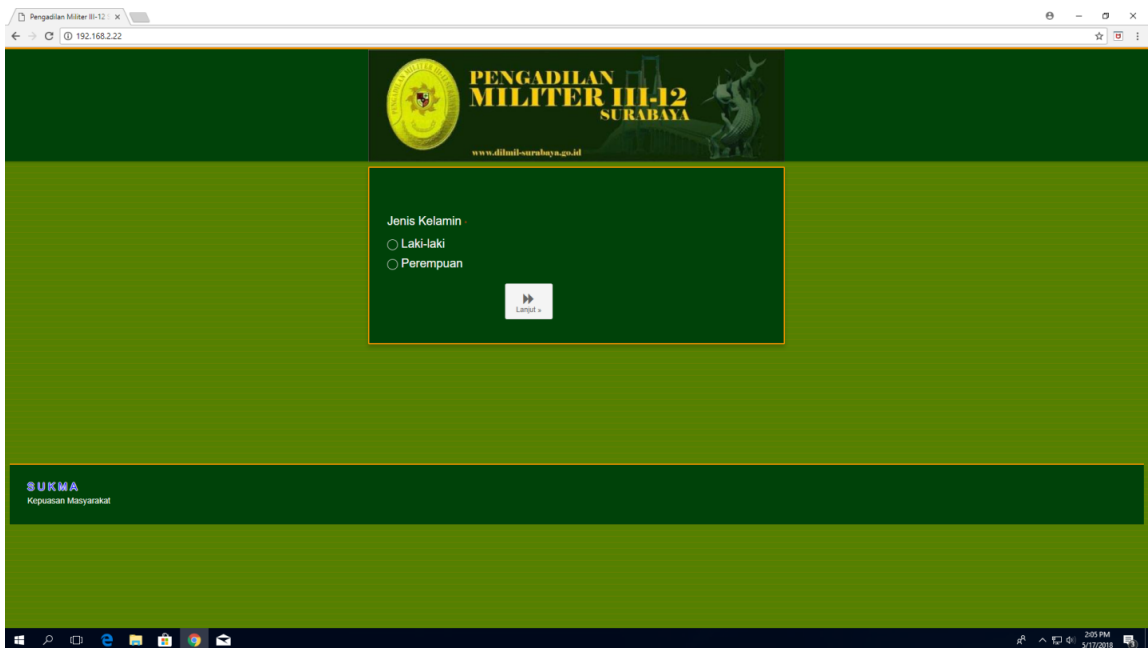 Pengadilan Militer III-12
192.168.2.22
PENGADILAN
MILITER III-12
SURABAYA
www.dilmil-surabaya.go.id
Jenis Kelamin *
Laki-laki
Perempuan
Lanjut »
SUKMA
Kepuasan Masyarakat
2:05 PM
5/17/2018